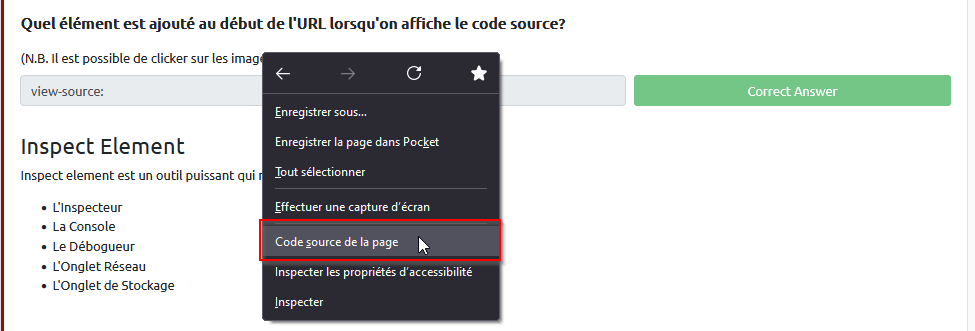 Quel élément est ajouté au début de l'URL lorsqu'on affiche le code source?
(N.B. Il est possible de clicker sur les imag
view-source:
Correct Answer
Enregistrer sous...
Enregistrer la page dans Pocket
Tout sélectionner
Effectuer une capture d'écran
Code source de la page
Inspecter les propriétés d'accessibilité
Inspecter
Inspect Element
Inspect element est un outil puissant qui
L'Inspecteur
La Console
Le Débogueur
L'Onglet Réseau
L'Onglet de Stockage